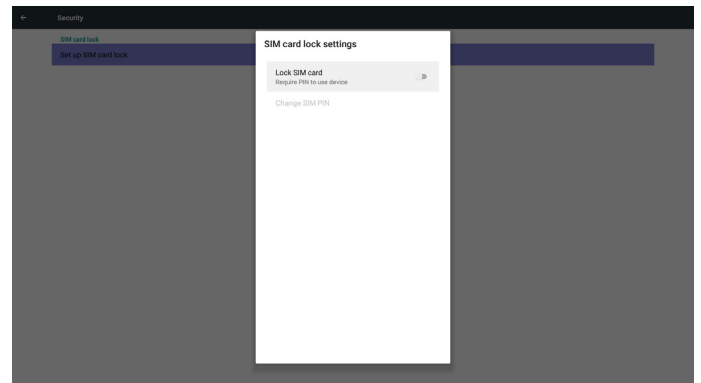 Security
SIM card lock
Set up SIM card lock
SIM card lock settings
Lock SIM card
Require PIN to use device
Change SIM PIN